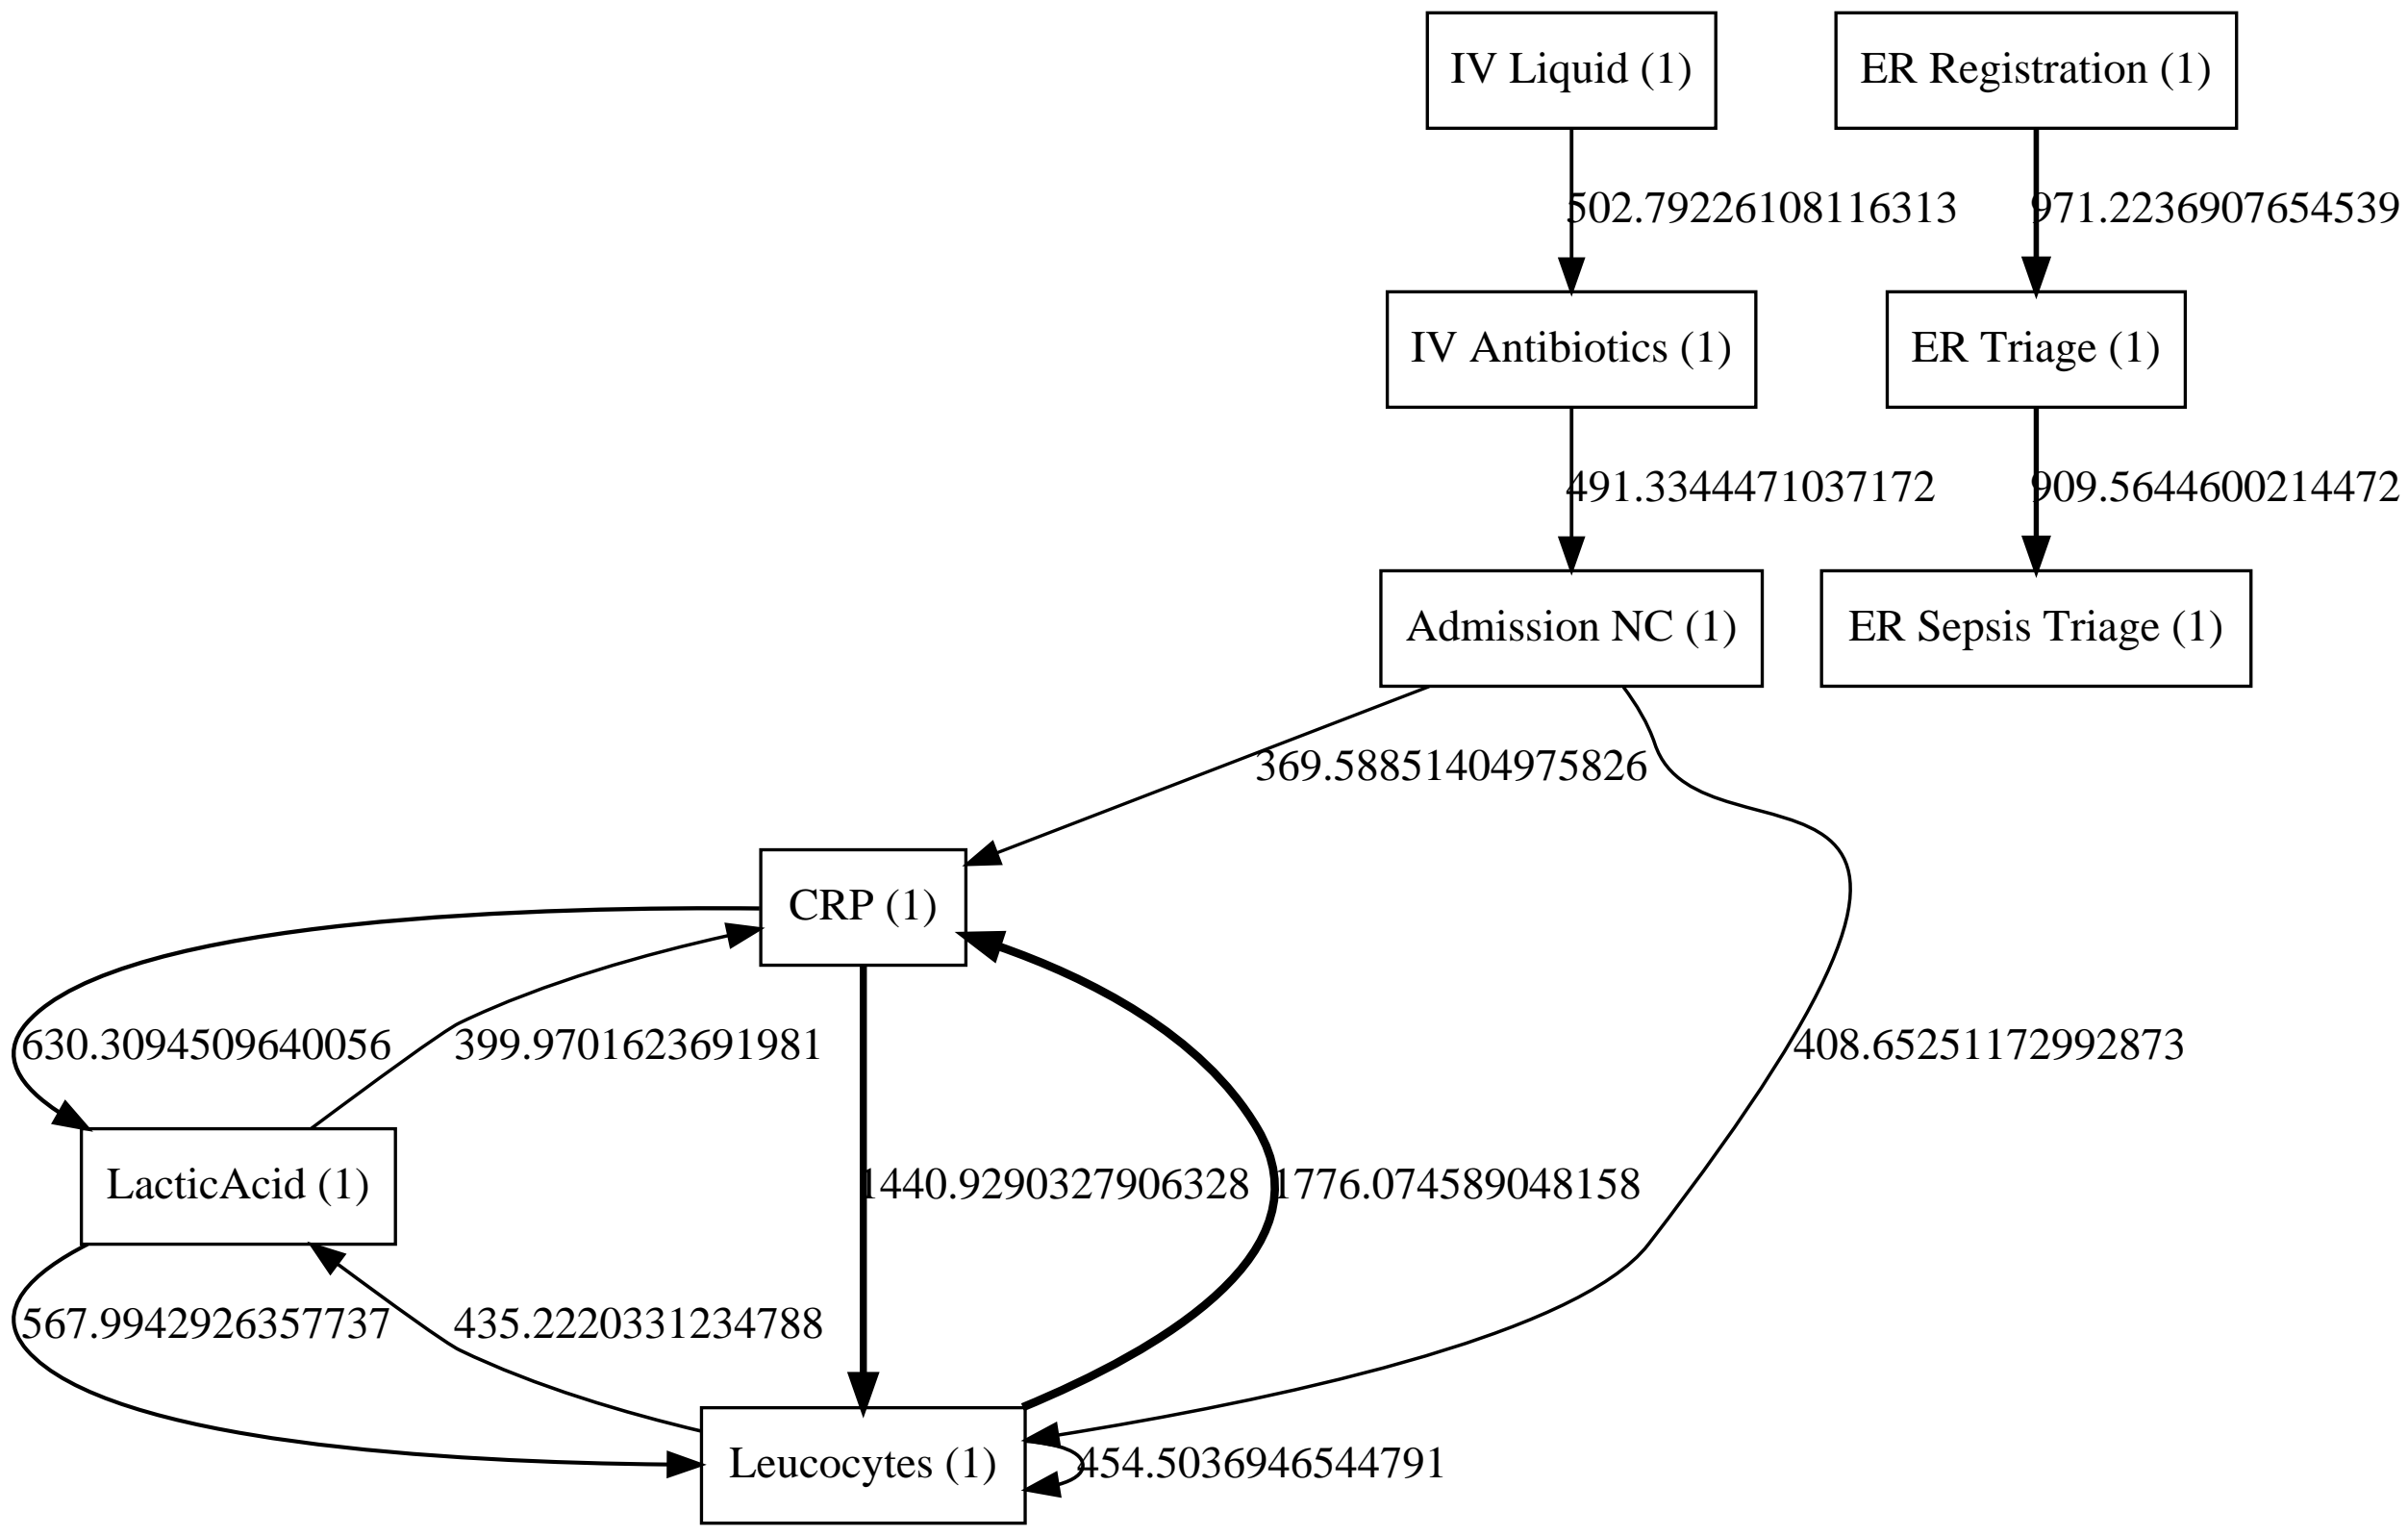 IV Liquid (1)
ER Registration (1)
502.79226108116313
971.2236907654539
IV Antibiotics (1)
ER Triage (1)
491.3344471037172
909.5644600214472
Admission NC (1)
ER Sepsis Triage (1)
369.58851404975826
CRP (1)
630.3094509640056
399.9701623691981
408.65251172992873
LacticAcid (1)
1440.9290327906328
1776.074589048158
567.9942926357737
435.2220331234788
Leucocytes (1)
454.5036946544791